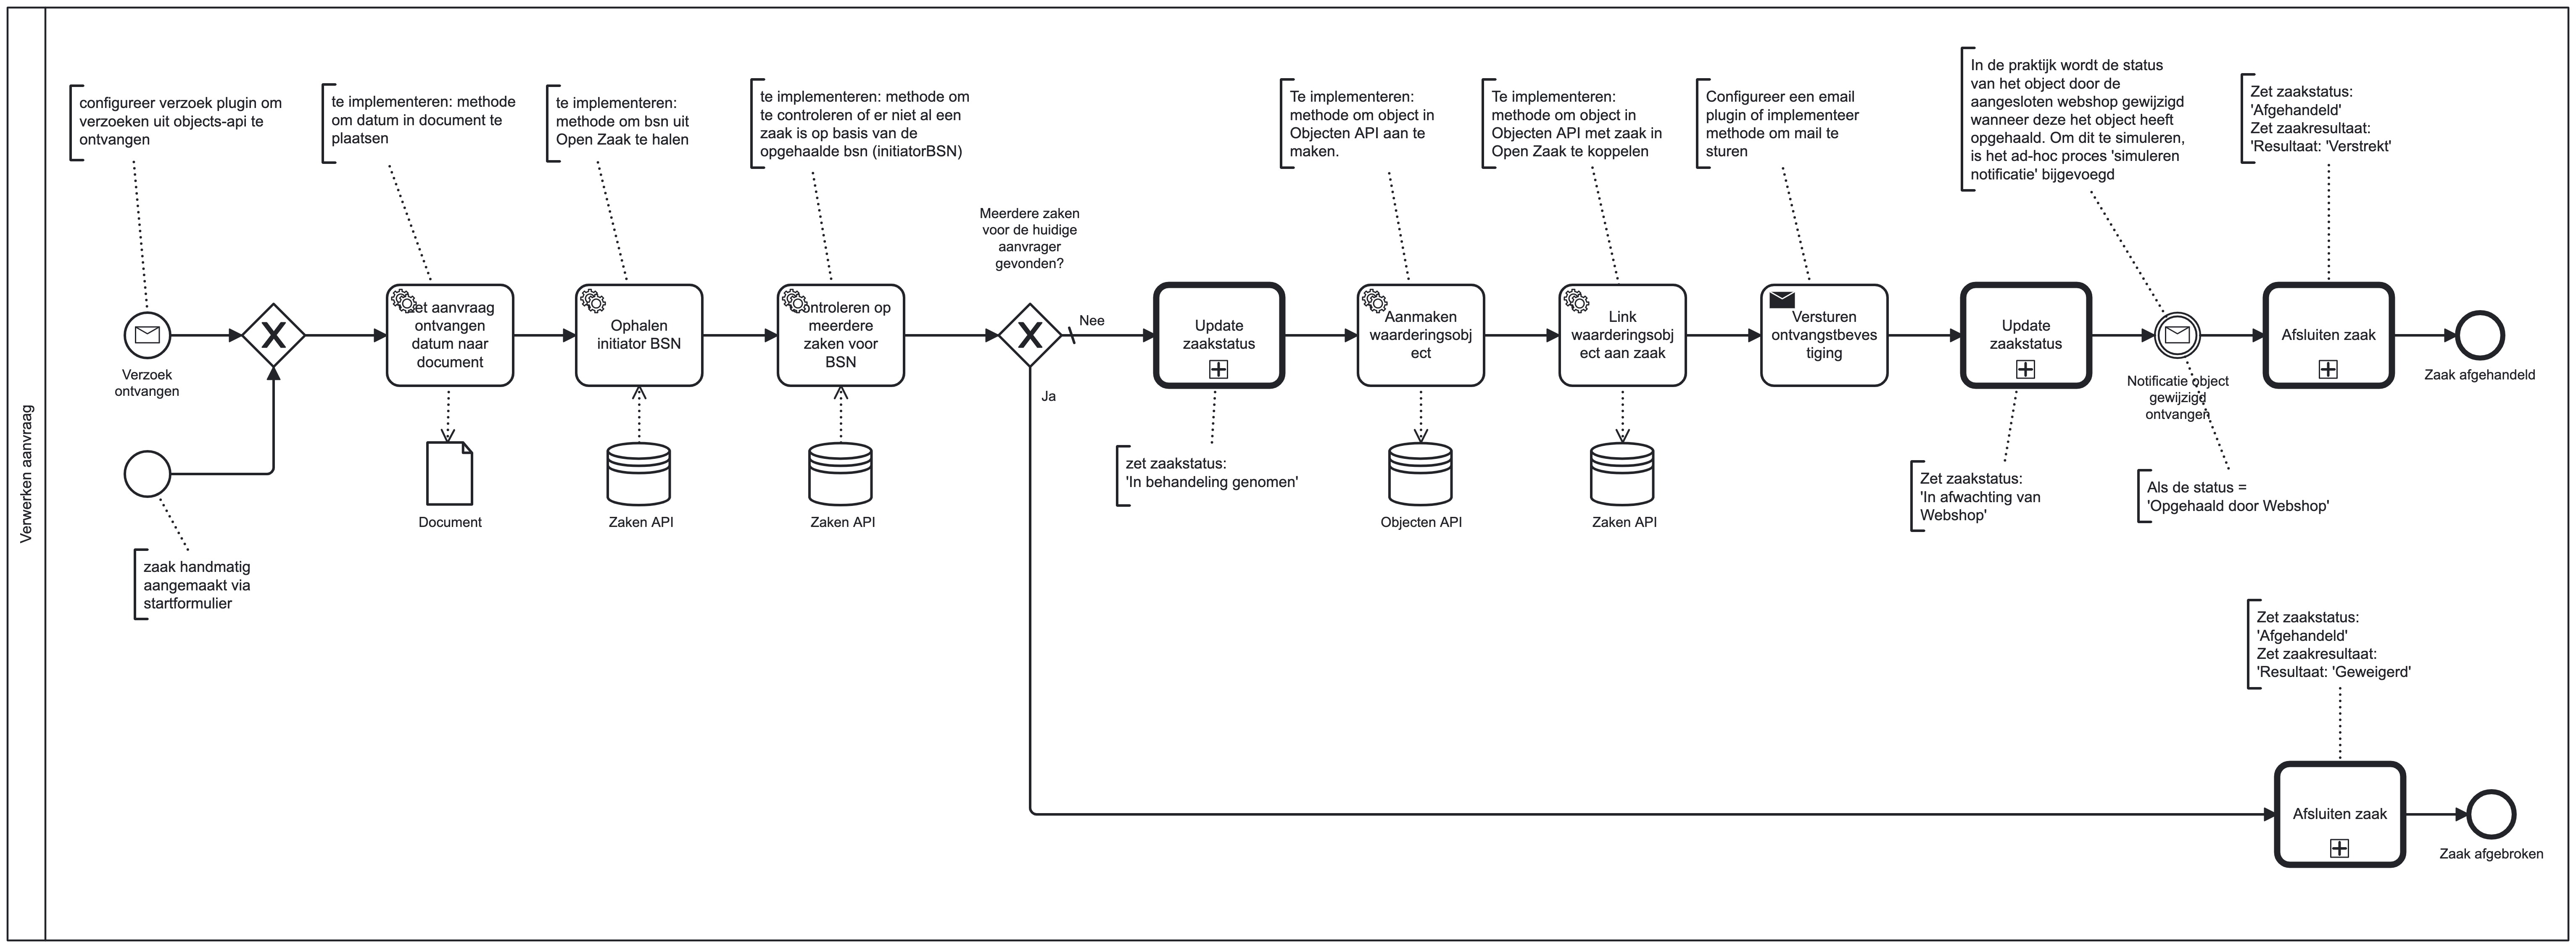 Verwerken aanvraag
configureer verzoek plugin om
verzoeken uit objects-api te
ontvangen
te implementeren: methode
om datum in document te
plaatsen
te implementeren:
methode om bsn uit
Open Zaak te halen
te implementeren: methode om
te controleren of er niet al een
zaak is op basis van de
opgehaalde bsn (initiatorBSN)
Meerdere zaken
voor de huidige
aanvrager
gevonden?
Te implementeren:
methode om object in
Objecten API aan te
maken.
Te implementeren:
methode om object in
Objecten API met zaak in
Open Zaak te koppelen
Configureer een email
plugin of implementeer
methode om mail te
sturen
In de praktijk wordt de status
van het object door de
aangesloten webshop gewijzigd
wanneer deze het object heeft
opgehaald. Om dit te simuleren,
is het ad-hoc proces 'simuleren
notificatie' bijgevoegd
Zet zaakstatus:
'Afgehandeld'
Zet zaakresultaat:
'Resultaat: 'Verstrekt'
Verzoek
ontvangen
aanvraag
ontvangen
datum naar
document
Ophalen
initiator BSN
ontroleren op
meerdere
zaken voor
BSN
Nee
Ja
Update
zaakstatus
Aanmaken
waarderingsobj
ect
Link
waarderingsobj
ect aan zaak
Versturen
ontvangstbeves
tiging
Update
zaakstatus
Notificatie object
gewijzigd
ontvangen
Afsluiten zaak
Zaak afgehandeld
Document
Zaken API
Zaken API
zet zaakstatus:
'In behandeling genomen'
Objecten API
Zaken API
Zet zaakstatus:
'In afwachting van
Webshop'
Als de status =
'Opgehaald door Webshop'
zaak handmatig
aangemaakt via
startformulier
Zet zaakstatus:
'Afgehandeld'
Zet zaakresultaat:
'Resultaat: 'Geweigerd'
Afsluiten zaak
Zaak afgebroken